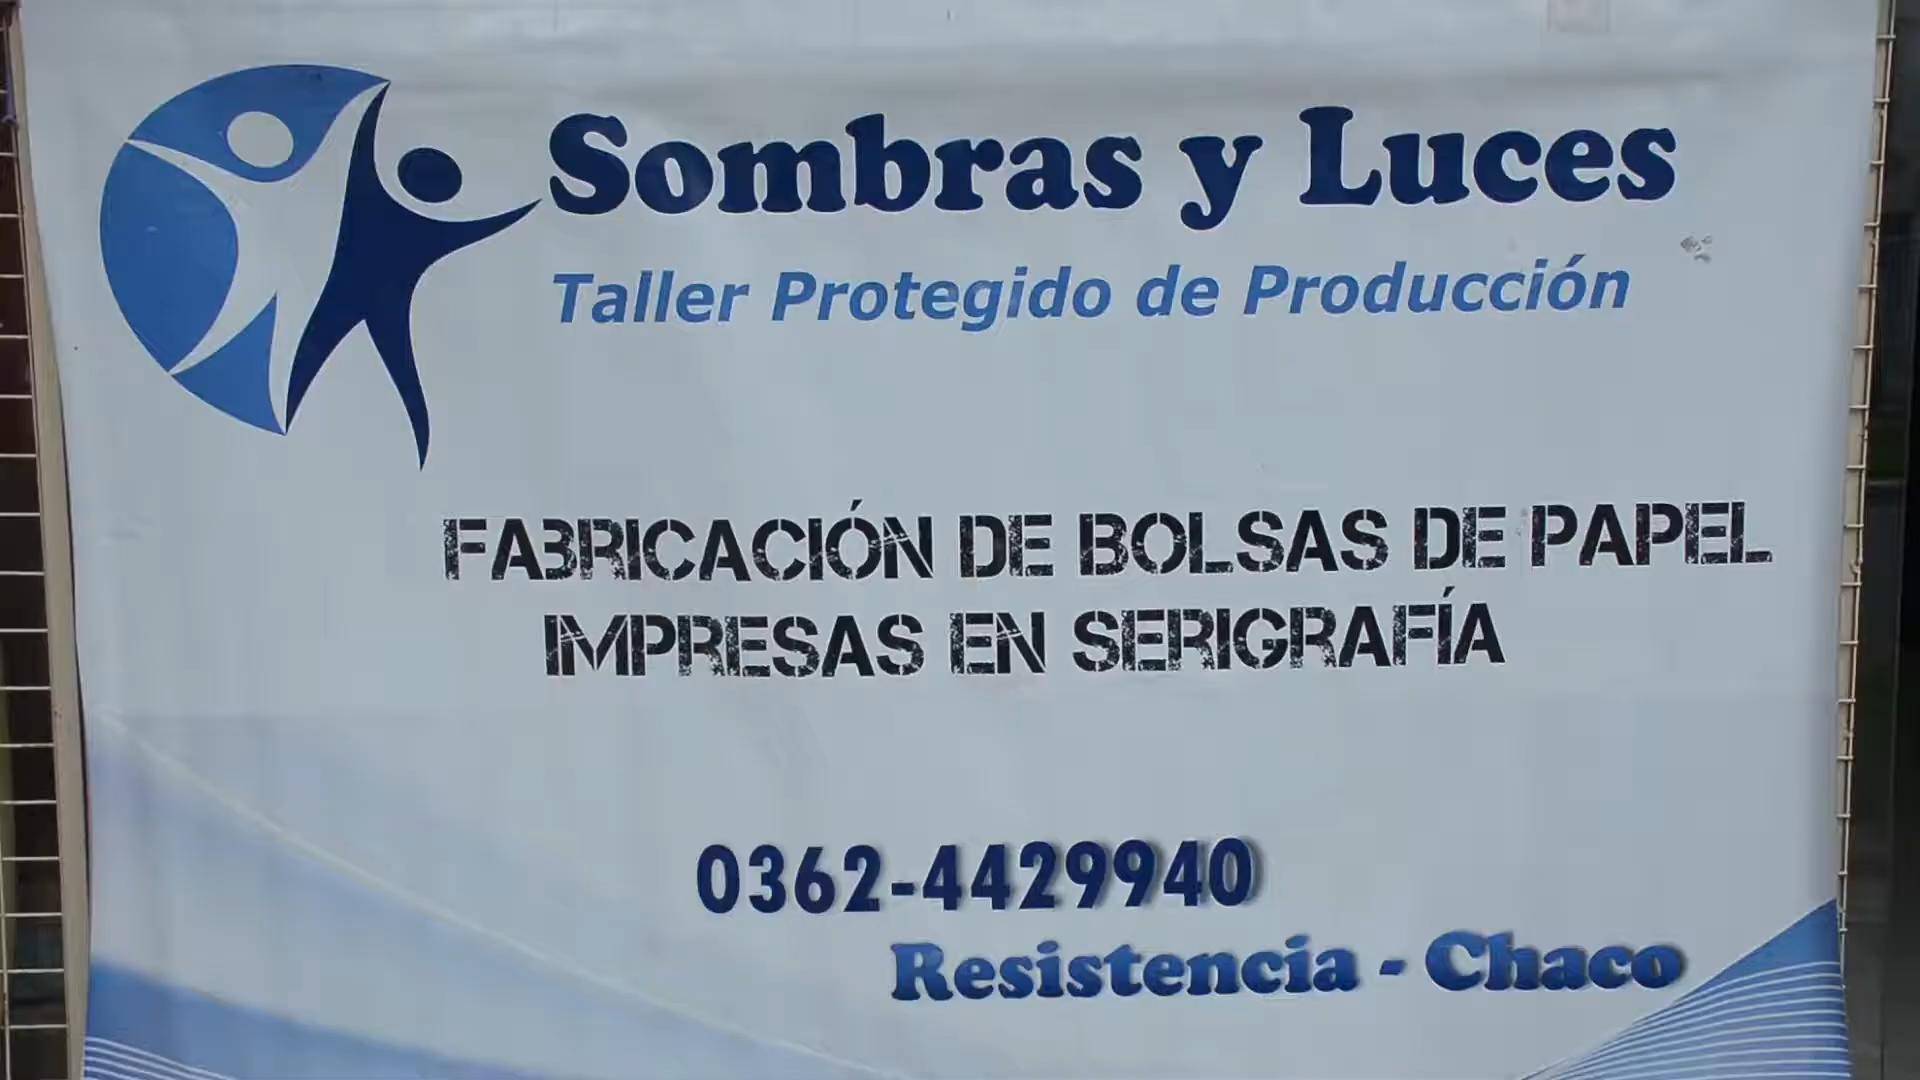 Sombras y Luces
Taller Protegido de Producción
FABRICACIÓN DE BOLSAS DE PAPEL
IMPRESAS EN SERIGRAFÍA
0362-4429940
Resistencia - Chaco